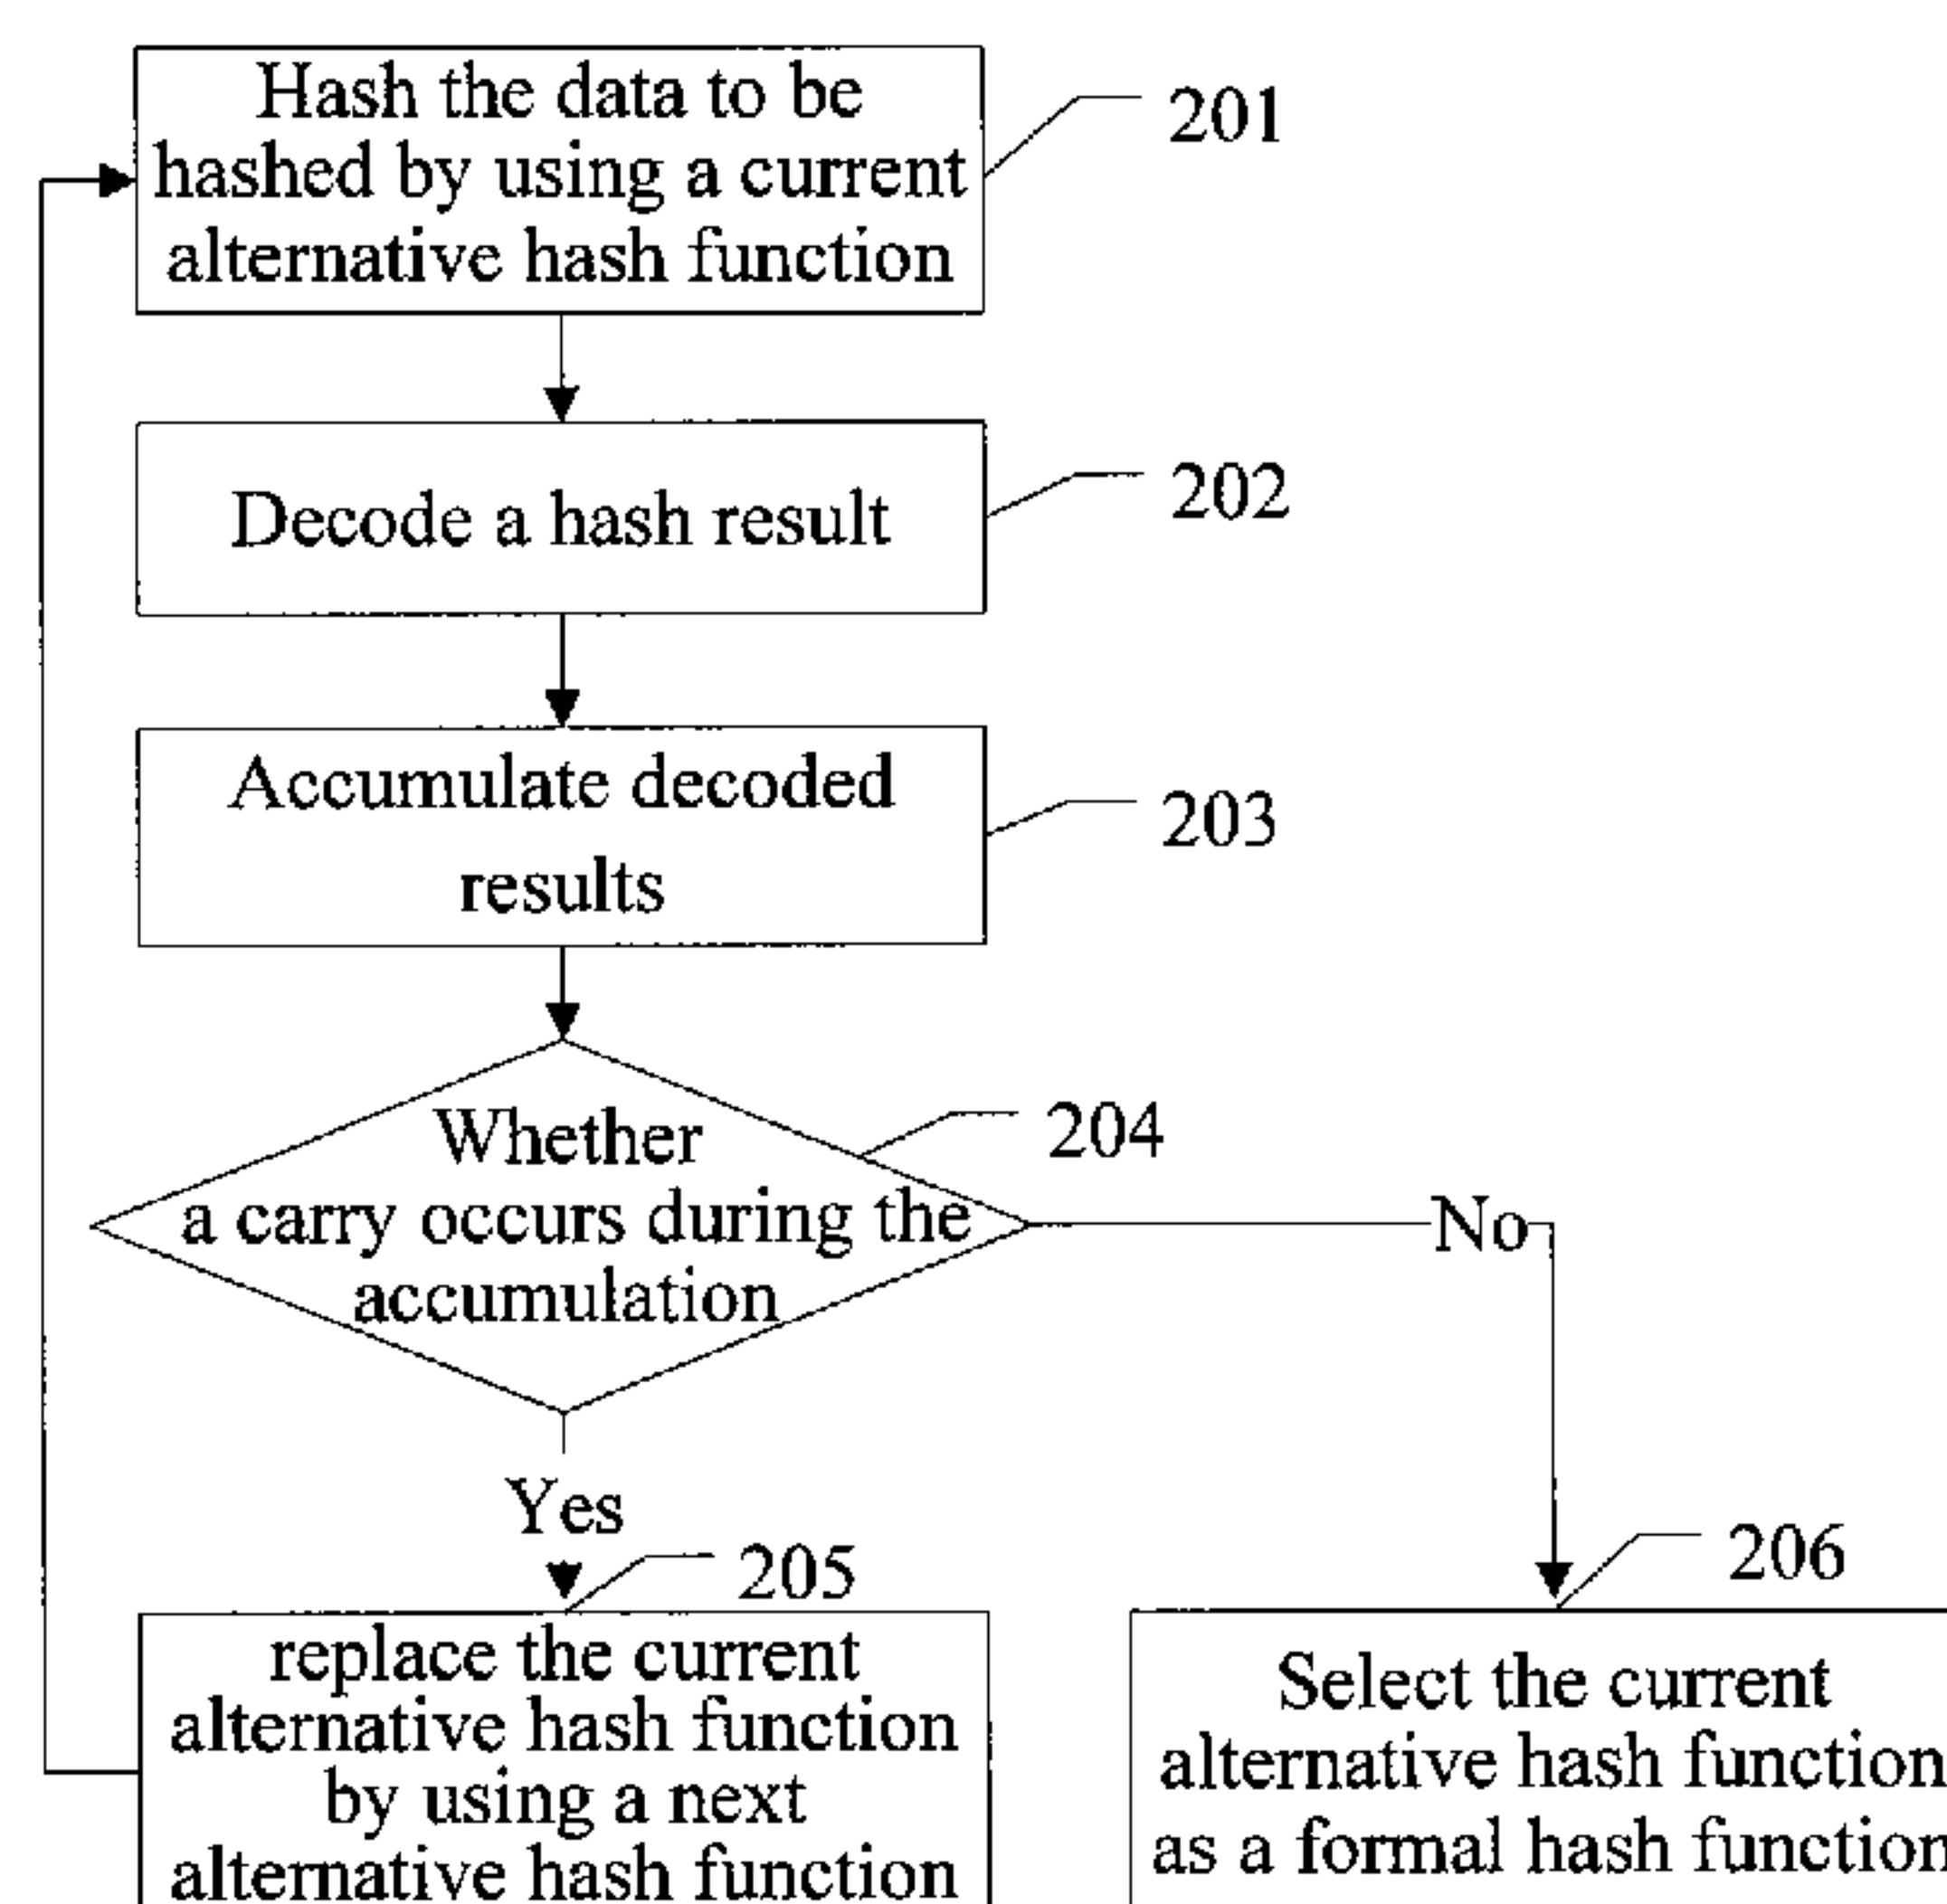 Hash the data to be
hashed by using a current
alternative hash function
201
Decode a hash result
202
Accumulate decoded
results
203
Whether
a carry occurs during the
accumulation
204
No
Yes
205
replace the current
alternative hash function
by using a next
alternative hash function
206
Select the current
alternative hash function
as a formal hash function